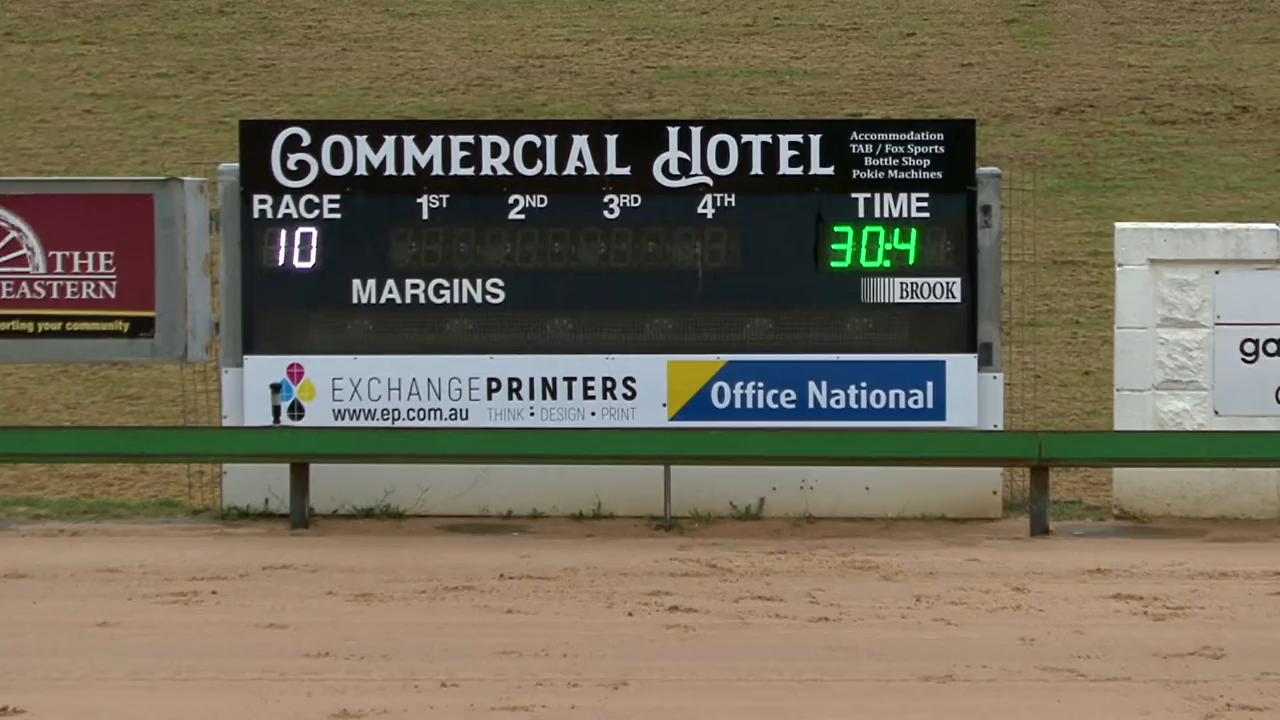 COMMERCIAL HOTEL
Accommodation
TAB / Fox Sports
Bottle Shop
Pokie Machines
RACE 1ST 2ND 3RD 4TH TIME
10 30:4
MARGINS
BROOK
THE
EASTERN
orting your community
EXCHANGEPRINTERS
www.ep.com.au THINK : DESIGN • PRINT
Office National
ga